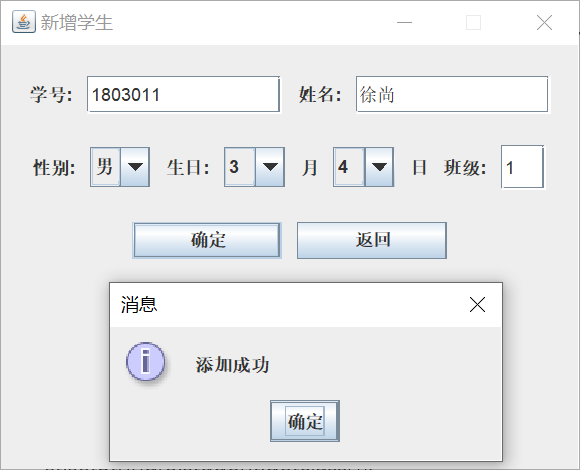 新增学生
学号: 1803011 姓名: 徐尚
性别: 男 生日: 3 月 4 日 班级: 1
确定 返回
消息
添加成功
确定